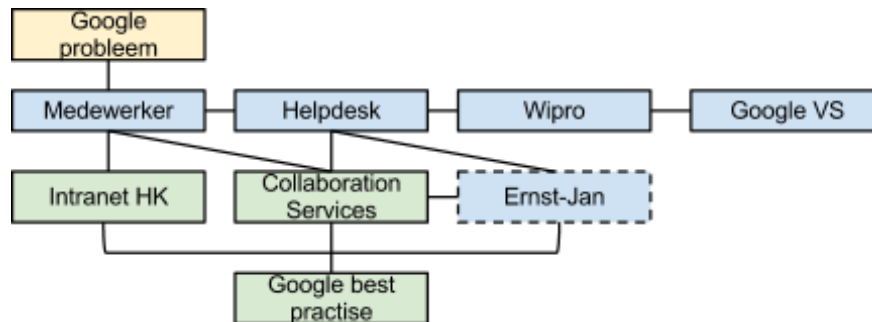 Google
probleem
Medewerker
Helpdesk
Wipro
Google VS
Intranet HK
Collaboration
Services
Ernst-Jan
Google best
practise